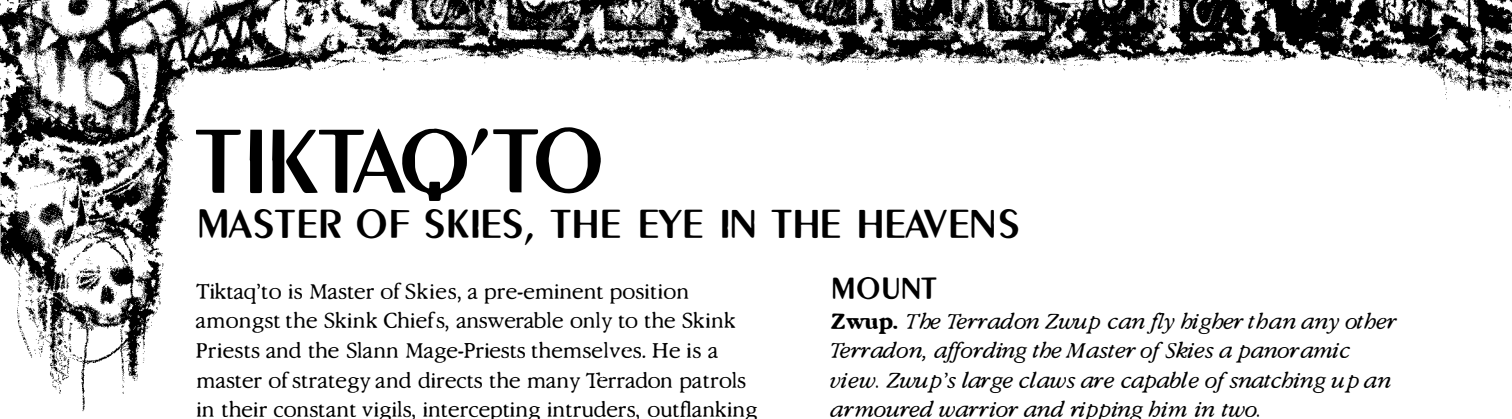 TIKTAQ'TO
MASTER OF SKIES, THE EYE IN THE HEAVENS
Tiktaq'to is Master of Skies, a pre-eminent position
amongst the Skink Chiefs, answerable only to the Skink
Priests and the Slann Mage-Priests themselves. He is a
master of strategy and directs the many Terradon patrols
in their constant vigils, intercepting intruders, outflanking
MOUNT
Zwup. The Terradon Zwup can fly higher than any other
Terradon, affording the Master of Skies a panoramic
view. Zwup's large claws are capable of snatching up an
armoured warrior and ripping him in two.